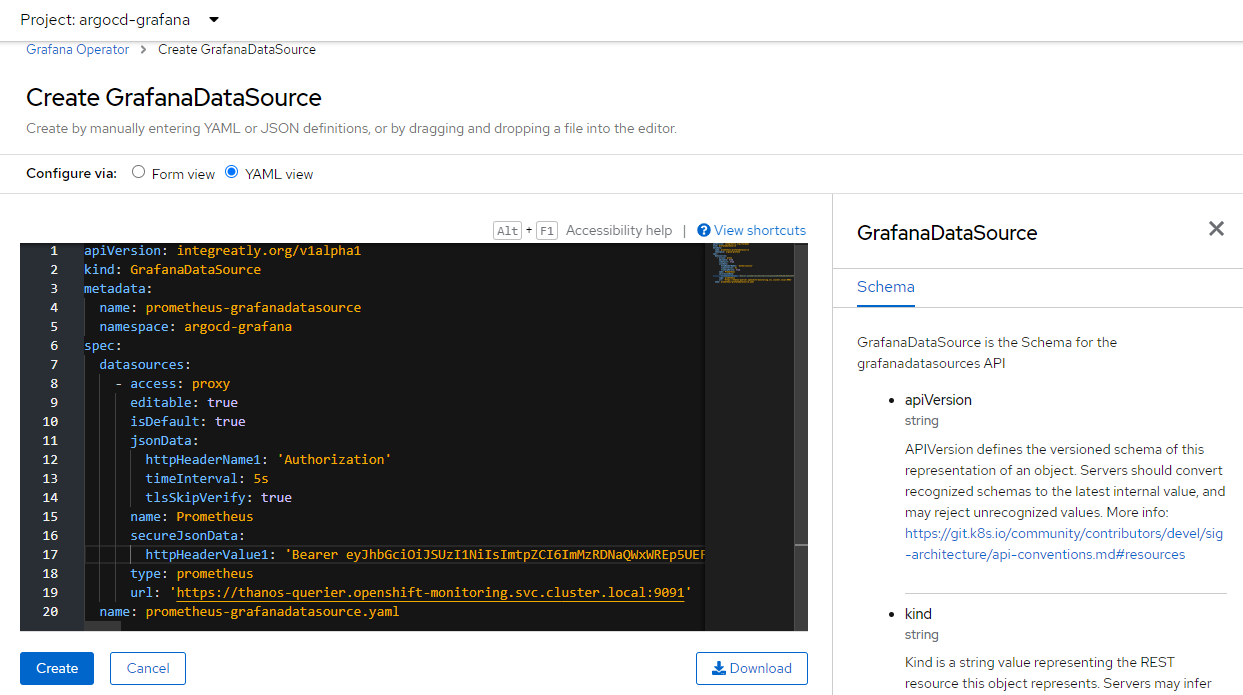 Project: argocd-grafana
Grafana Operator > Create GrafanaDataSource
Create GrafanaDataSource
Create by manually entering YAML or JSON definitions, or by dragging and dropping a file into the editor.
Configure via: Form view YAML view
Alt + F1 Accessibility help | View shortcuts
1 apiVersion: integreatly.org/v1alpha1
2 kind: GrafanaDataSource
3 metadata:
4 name: prometheus-grafanadatasource
5 namespace: argocd-grafana
6 spec:
7 datasources:
8 - access: proxy
9 editable: true
10 isDefault: true
11 jsonData:
12 httpHeaderName1: 'Authorization'
13 timeInterval: 5s
14 tlsSkipVerify: true
15 name: Prometheus
16 secureJsonData:
17 httpHeaderValue1: 'Bearer eyJhbGciOiJSUzI1NiIsImtpZCI6ImMzRDNaQWxWREp5UEF
18 type: prometheus
19 url: 'https://thanos-querier.openshift-monitoring.svc.cluster.local:9091'
20 name: prometheus-grafanadatasource.yaml
Create Cancel Download
GrafanaDataSource
Schema
GrafanaDataSource is the Schema for the
grafanadatasources API
• apiVersion
string
APIVersion defines the versioned schema of this
representation of an object. Servers should convert
recognized schemas to the latest internal value, and
may reject unrecognized values. More info:
https://git.k8s.io/community/contributors/devel/sig
-architecture/api-conventions.md#resources
• kind
string
Kind is a string value representing the REST
resource this object represents. Servers may infer